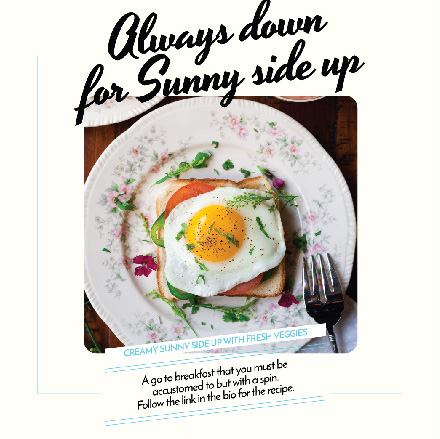 Always down
for Sunny side up
CREAMY SUNNY SIDE UP WITH FRESH VEGGIES
A go to breakfast that you must be
accustomed to but with a spin.
Follow the link in the bio for the recipe.